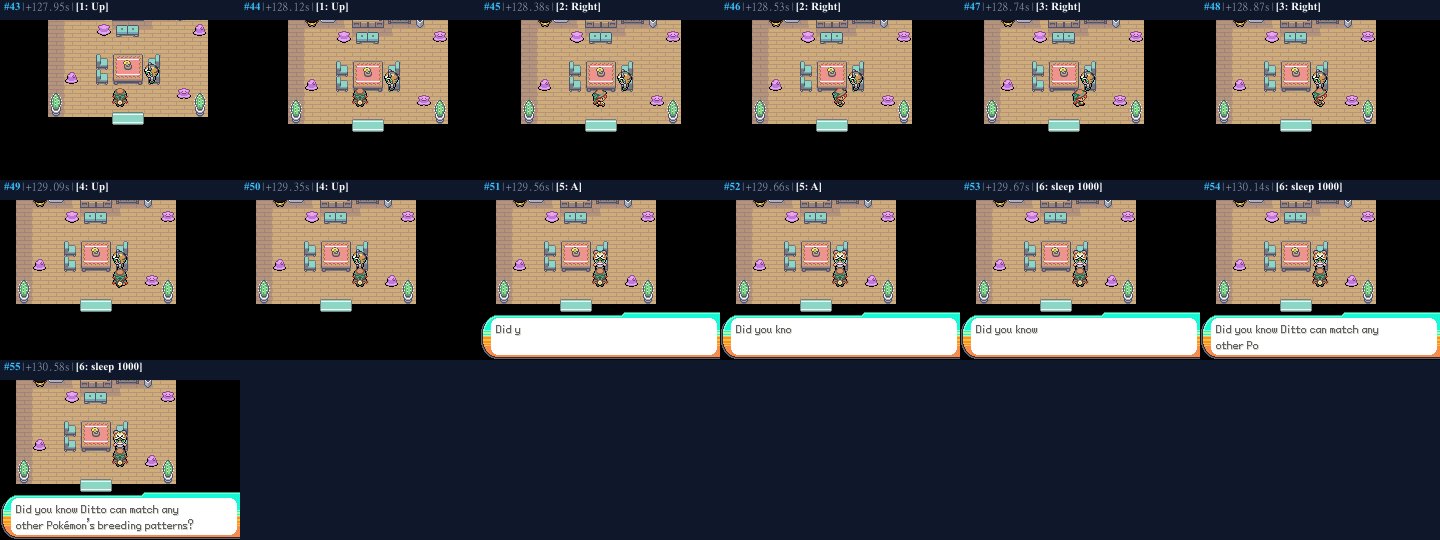 #43|+127.95s|[1: Up]
#44|+128.12s|[1: Up]
#45|+128.38s|[2: Right]
#46|+128.53s|[2: Right]
#47|+128.74s|[3: Right]
#48|+128.87s|[3: Right]
#49|+129.09s|[4: Up]
#50|+129.35s|[4: Up]
#51|+129.56s|[5: A]
Did y
#52|+129.66s|[5: A]
Did you kno
#53|+129.67s|[6: sleep 1000]
Did you know
#54|+130.14s|[6: sleep 1000]
Did you know Ditto can match any
other Po
#55|+130.58s|[6: sleep 1000]
Did you know Ditto can match any
other Pokémon's breeding patterns?